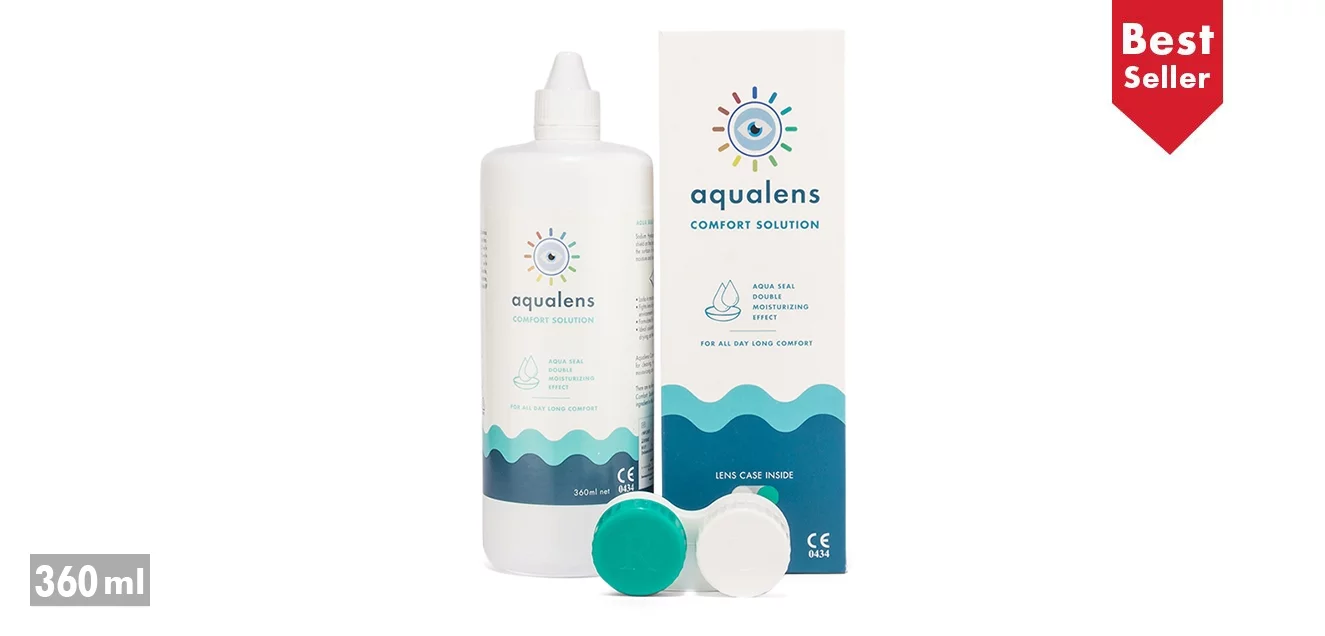 Best
Seller
aqualens
COMFORT SOLUTION
AQUA SEAL
DOUBLE
MOISTURIZING
EFFECT
FOR ALL DAY LONG COMFORT
LENS CASE INSIDE
CE
0434
aqualens
COMFORT SOLUTION
AQUA SEAL
DOUBLE
MOISTURIZING
EFFECT
FOR ALL DAY LONG COMFORT
360ml net
CE
0434
R
360 ml